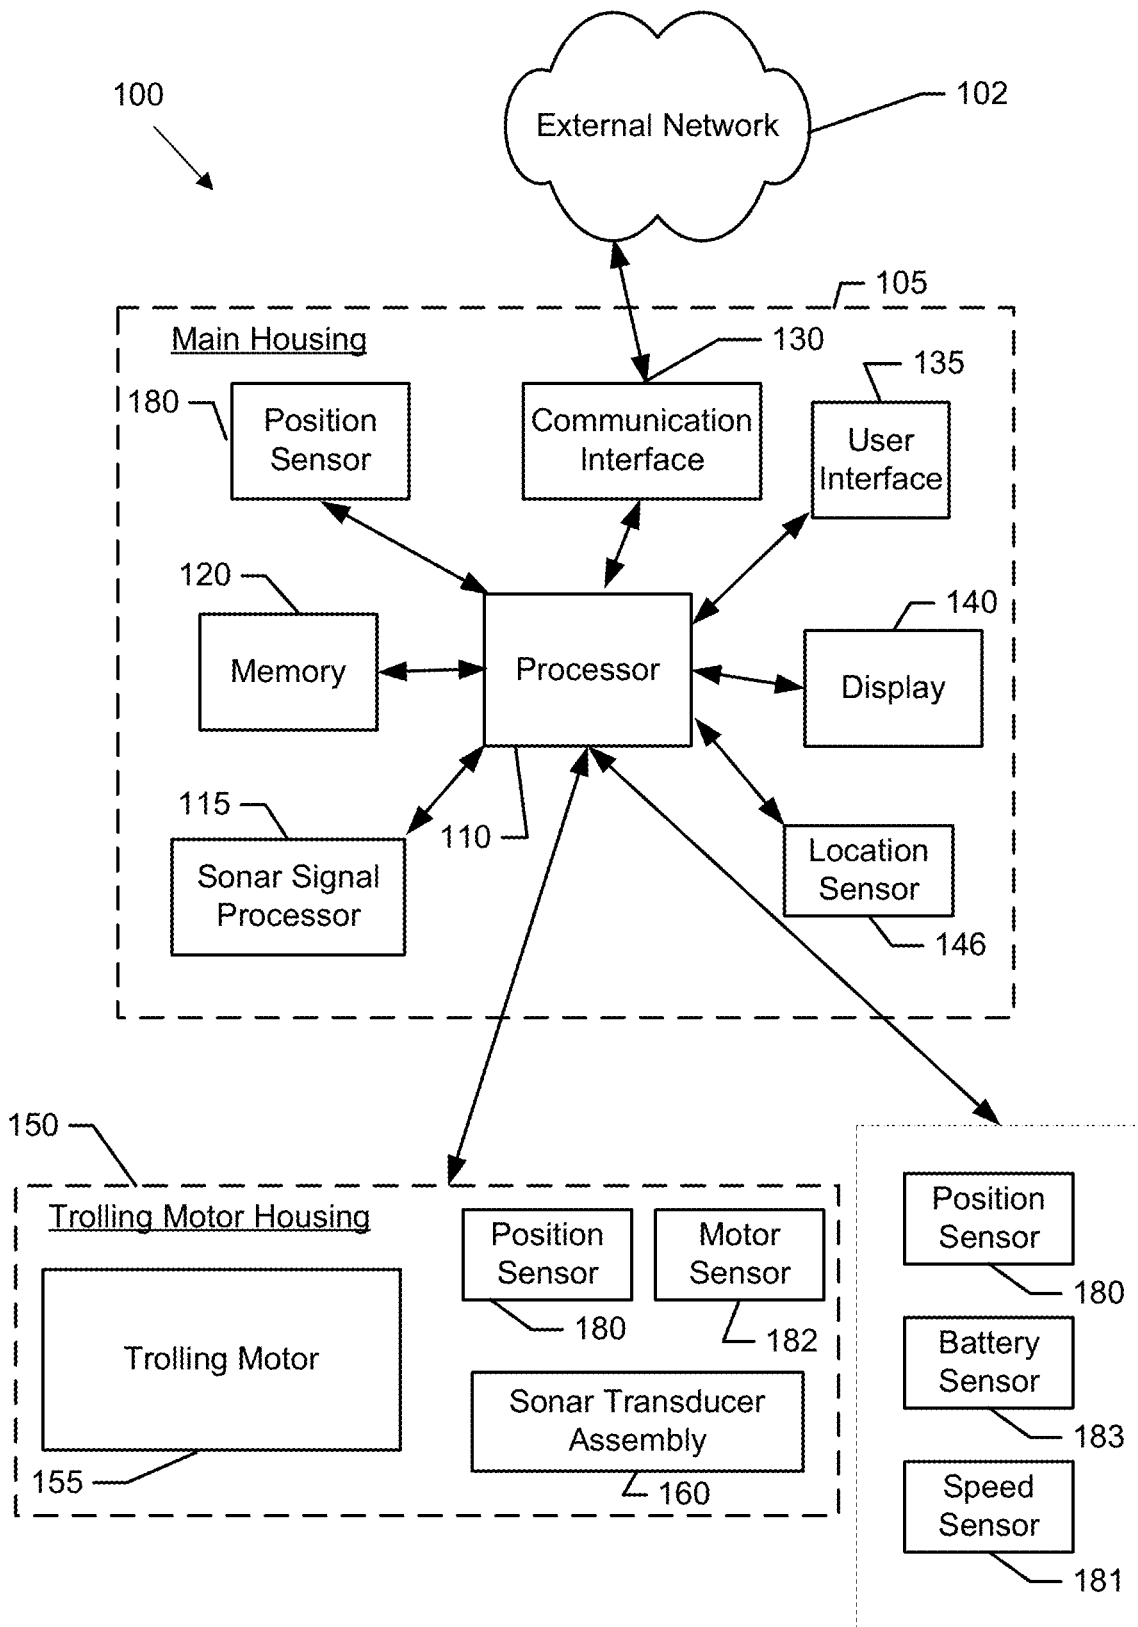 100
External Network
102
105
Main Housing
130
135
180
Position
Sensor
Communication
Interface
User
Interface
120
140
Memory
Processor
Display
115
110
Sonar Signal
Processor
Location
Sensor
146
150
Trolling Motor Housing
Position
Sensor
180
Motor
Sensor
182
Trolling Motor
155
Sonar Transducer
Assembly
160
Position
Sensor
180
Battery
Sensor
183
Speed
Sensor
181